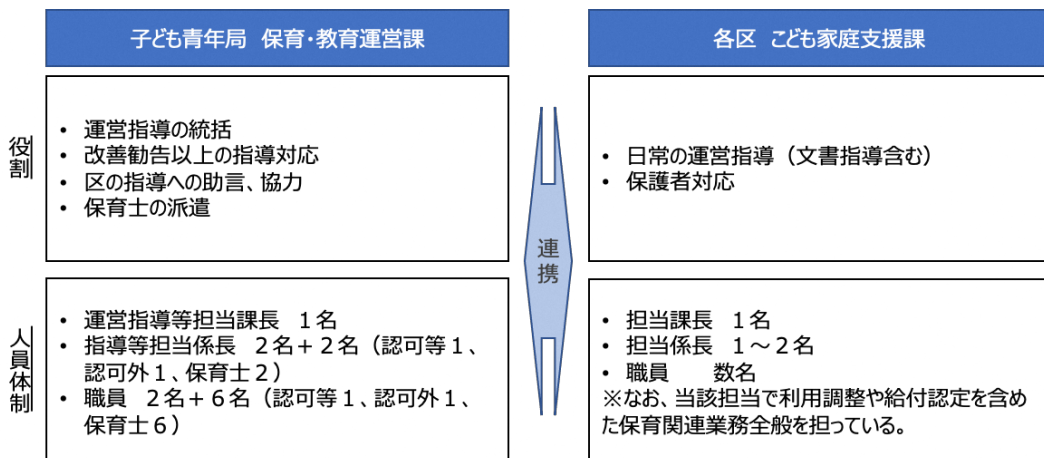 子ども青年局 保育・教育運営課
各区 こども家庭支援課
役割
• 運営指導の統括
• 改善勧告以上の指導対応
• 区の指導への助言、協力
• 保育士の派遣
連携
• 日常の運営指導（文書指導含む）
• 保護者対応
人員体制
• 運営指導等担当課長 1名
• 指導等担当係長 2名＋2名（認可等1、
認可外1、保育士2）
• 職員 2名＋6名（認可等1、認可外1、
保育士6）
• 担当課長 1名
• 担当係長 1～2名
• 職員 数名
※なお、当該担当で利用調整や給付認定を含め
た保育関連業務全般を担っている。